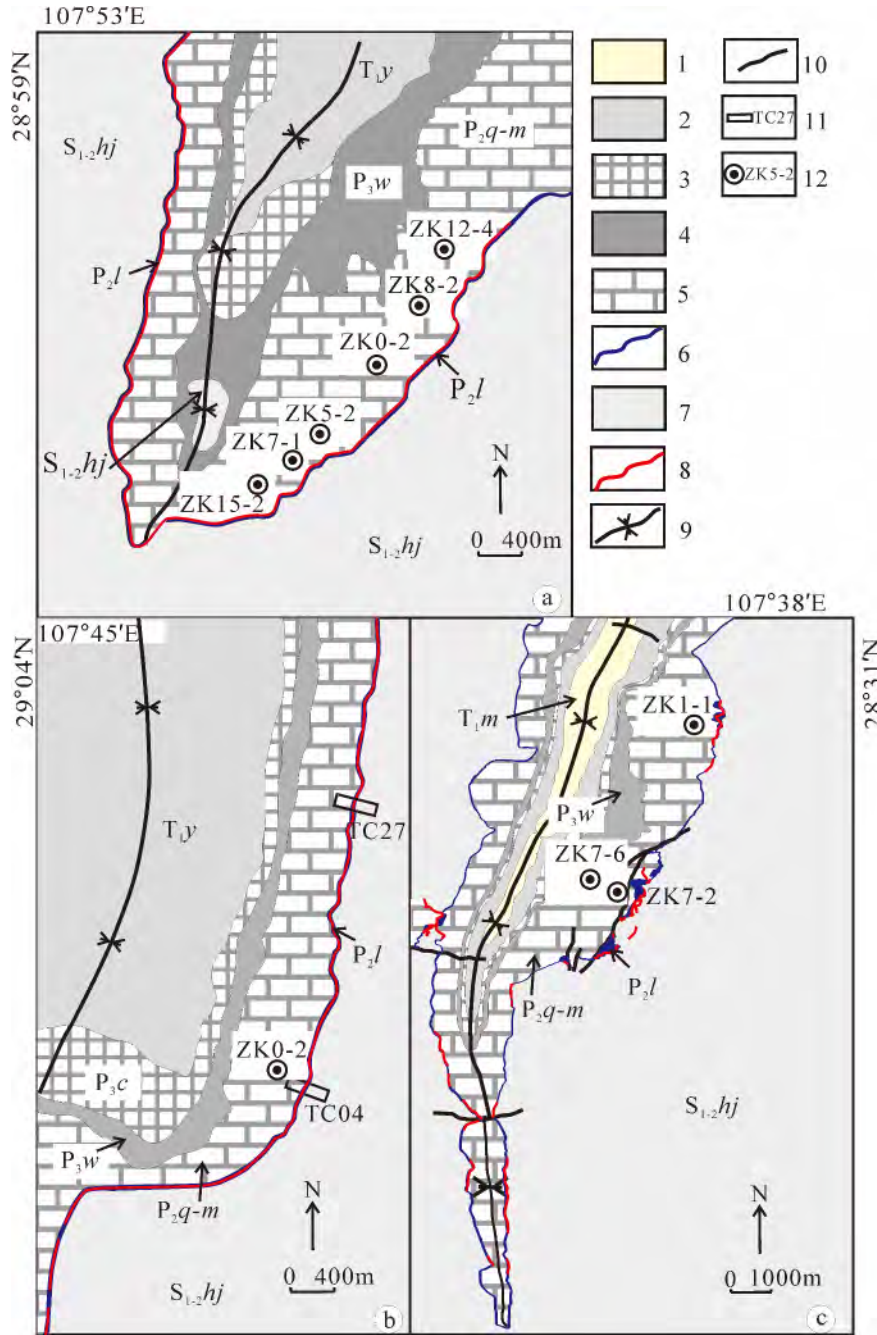 107°53′E
28°59′N
T₁y
S₁₋₂hj
P₂q-m
P₃w
ZK12-4
P₂l
ZK8-2
ZK0-2
P₂l
ZK5-2
ZK7-1
S₁₋₂hj
ZK15-2
N
S₁₋₂hj
0 400m
a
1
2
3
4
5
6
7
8
9
10
TC27
11
ZK5-2
12
107°45′E
29°04′N
T₁y
TC27
P₂l
ZK0-2
P₃c
TC04
P₃w
P₂q-m
N
0 400m
S₁₋₂hj
b
107°38′E
28°31′N
ZK1-1
T₁m
P₃w
ZK7-6
ZK7-2
P₂l
P₂q-m
S₁₋₂hj
N
0 1000m
c